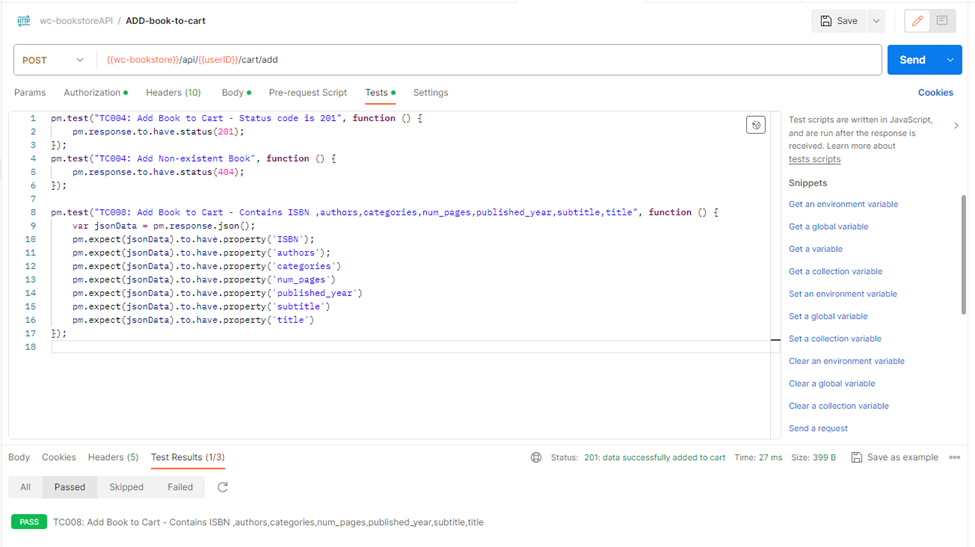 HTTP wc-bookstoreAPI / ADD-book-to-cart
Save
POST {{wc-bookstore}}/api/{{userID}}/cart/add
Send
Params Authorization Headers (10) Body Pre-request Script Tests Settings
Cookies
1 pm.test("TC004: Add Book to Cart - Status code is 201", function () {
2 pm.response.to.have.status(201);
3 });
4 pm.test("TC004: Add Non-existent Book", function () {
5 pm.response.to.have.status(404);
6 });
7
8 pm.test("TC008: Add Book to Cart - Contains ISBN ,authors,categories,num_pages,published_year,subtitle,title", function () {
9 var jsonData = pm.response.json();
10 pm.expect(jsonData).to.have.property('ISBN');
11 pm.expect(jsonData).to.have.property('authors');
12 pm.expect(jsonData).to.have.property('categories')
13 pm.expect(jsonData).to.have.property('num_pages')
14 pm.expect(jsonData).to.have.property('published_year')
15 pm.expect(jsonData).to.have.property('subtitle')
16 pm.expect(jsonData).to.have.property('title')
17 });
18
Test scripts are written in JavaScript,
and are run after the response is
received. Learn more about
tests scripts
Snippets
Get an environment variable
Get a global variable
Get a variable
Get a collection variable
Set an environment variable
Set a global variable
Set a collection variable
Clear an environment variable
Clear a global variable
Clear a collection variable
Send a request
Body Cookies Headers (5) Test Results (1/3)
Status: 201: data successfully added to cart Time: 27 ms Size: 399 B Save as example
All Passed Skipped Failed
PASS TC008: Add Book to Cart - Contains ISBN ,authors,categories,num_pages,published_year,subtitle,title